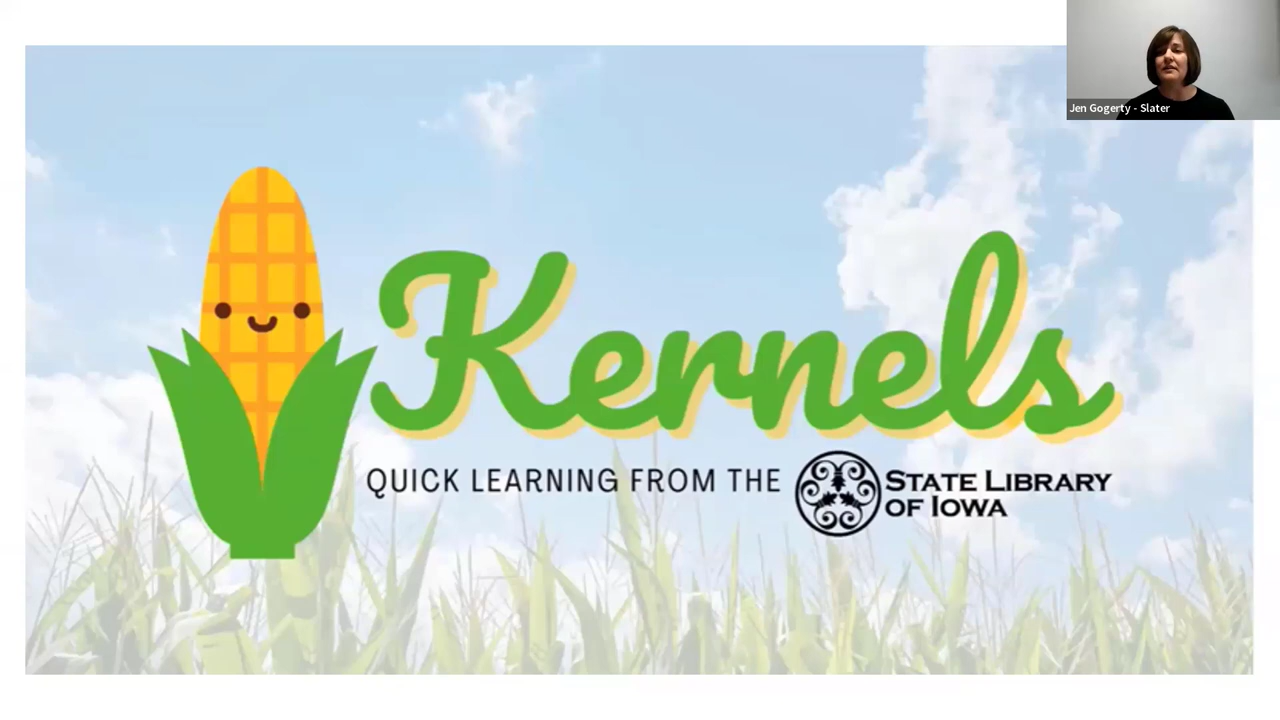 Jen Gogerty - Slater
Kernels
QUICK LEARNING FROM THE
STATE LIBRARY
OF IOWA